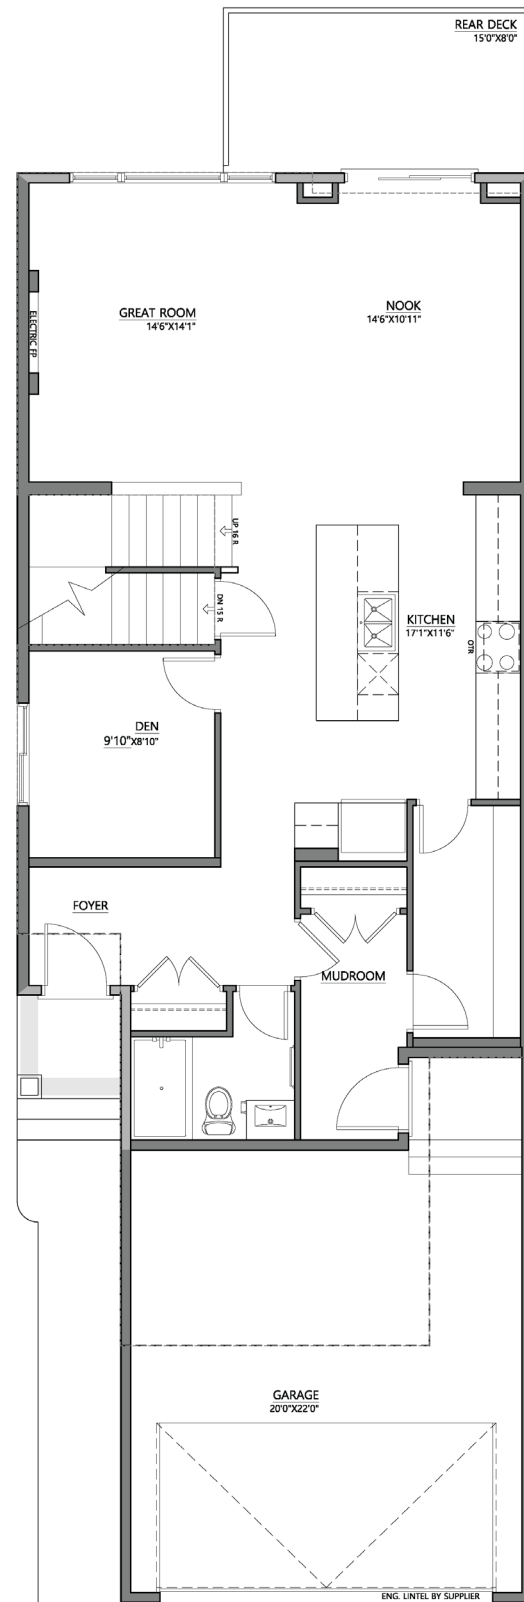 REAR DECK
15'0"X8'0"
GREAT ROOM
14'6"X14'1"
NOOK
14'6"X10'11"
ELECTRIC FP
UP 16 R
DN 15 R
KITCHEN
17'1"X11'6"
OTR
DEN
9'10"X8'10"
FOYER
MUDROOM
GARAGE
20'0"X22'0"
ENG. LINTEL BY SUPPLIER